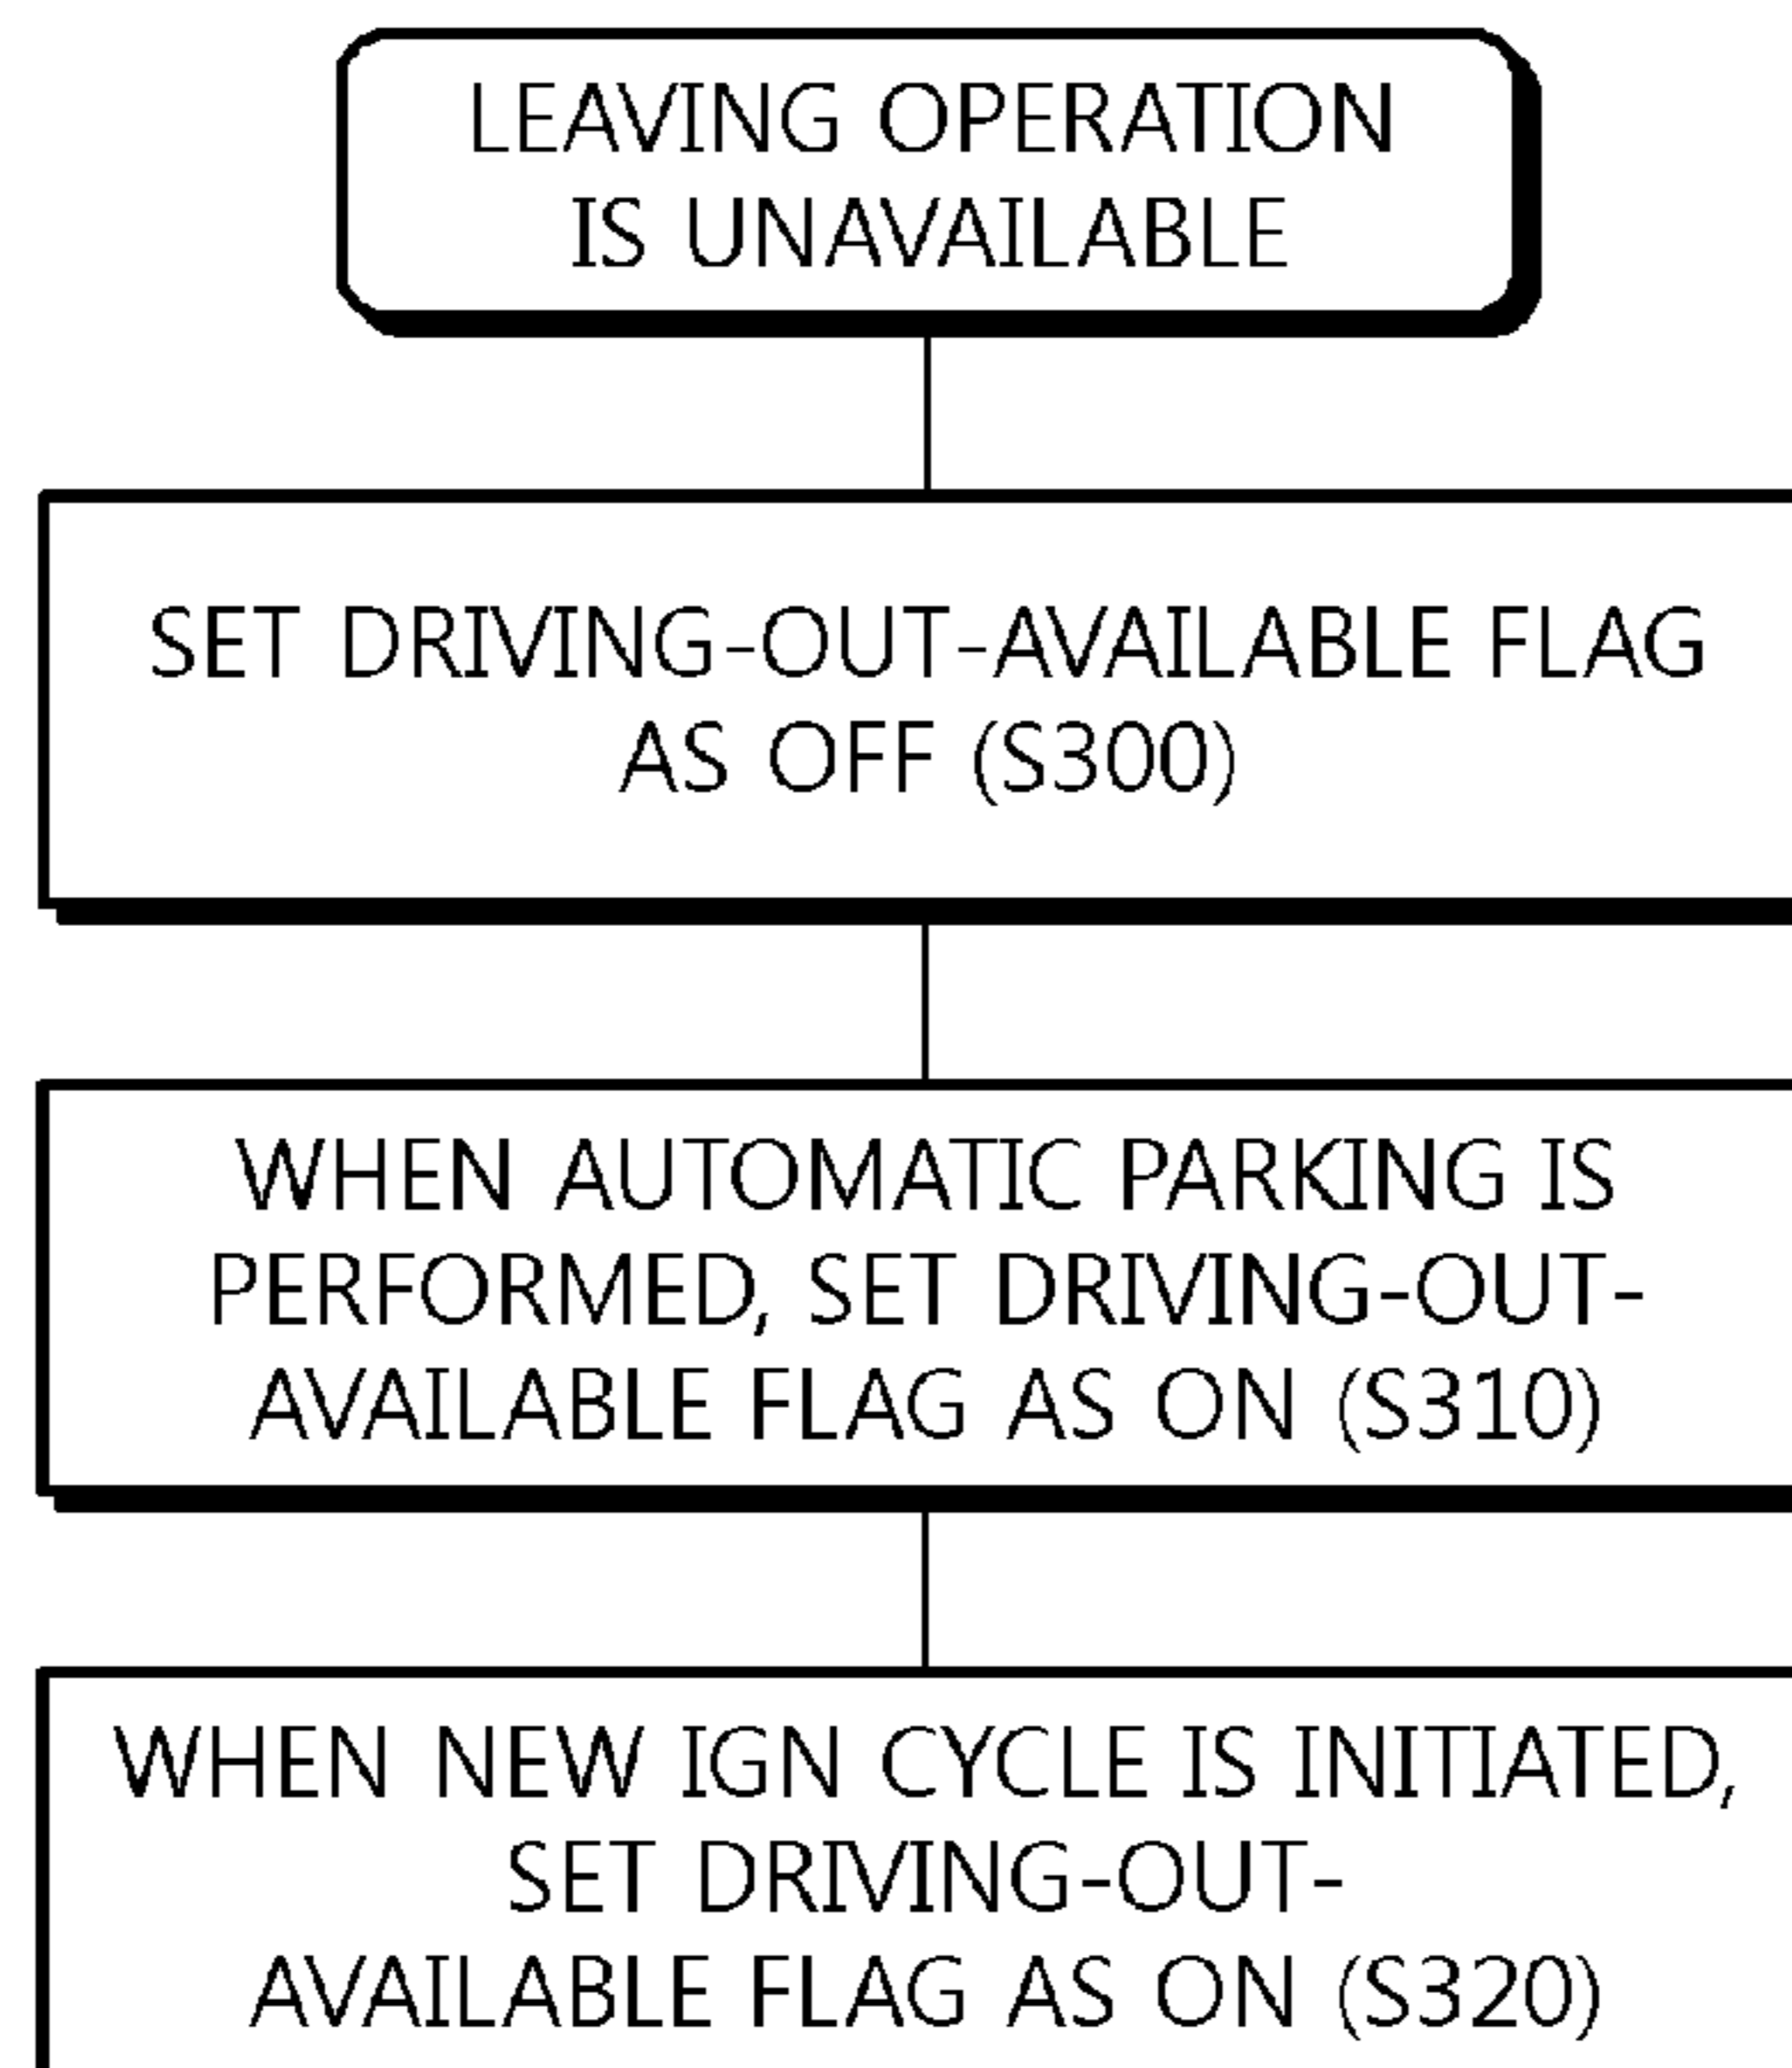 LEAVING OPERATION
IS UNAVAILABLE
SET DRIVING-OUT-AVAILABLE FLAG
AS OFF (S300)
WHEN AUTOMATIC PARKING IS
PERFORMED, SET DRIVING-OUT-
AVAILABLE FLAG AS ON (S310)
WHEN NEW IGN CYCLE IS INITIATED,
SET DRIVING-OUT-
AVAILABLE FLAG AS ON (S320)